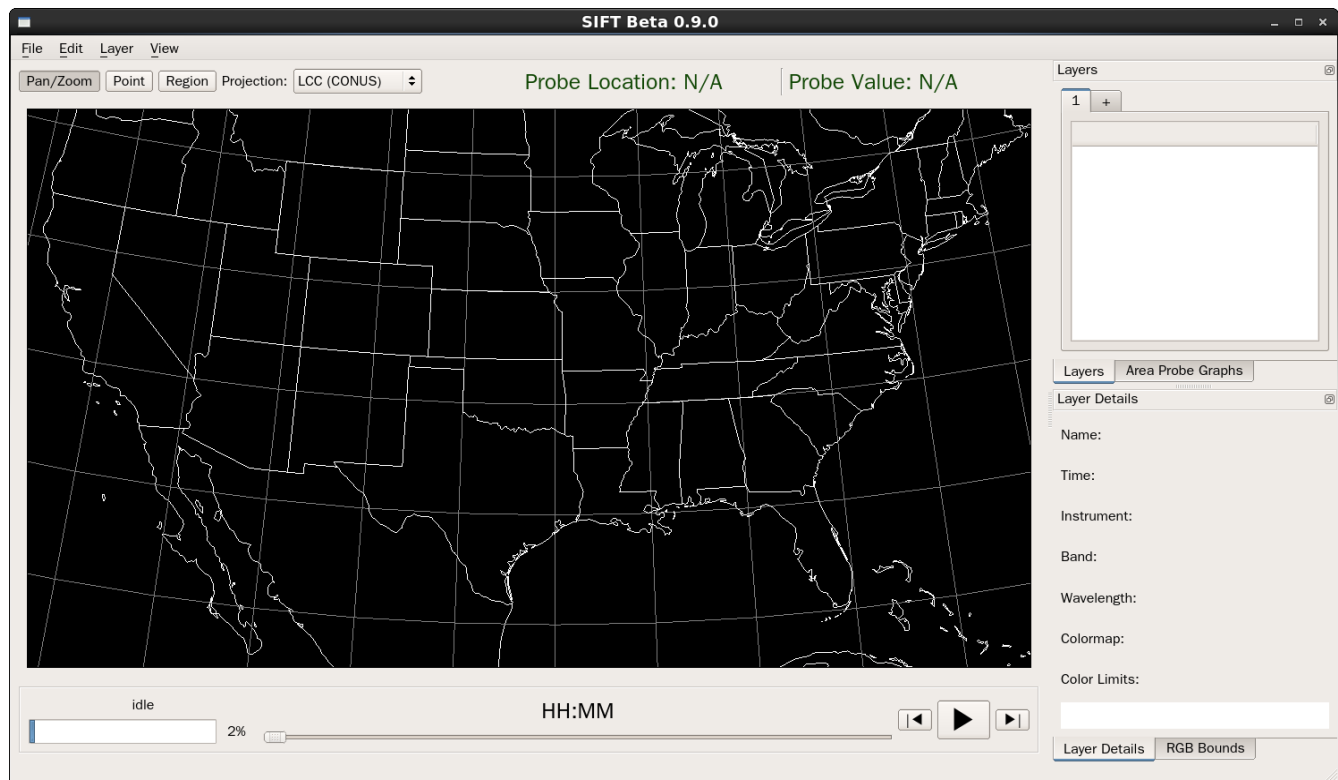 SIFT Beta 0.9.0
File Edit Layer View
Pan/Zoom Point Region Projection: LCC (CONUS) Probe Location: N/A Probe Value: N/A
Layers
1 +
Layers Area Probe Graphs
Layer Details
Name:
Time:
Instrument:
Band:
Wavelength:
Colormap:
Color Limits:
Layer Details RGB Bounds
idle
2%
HH:MM